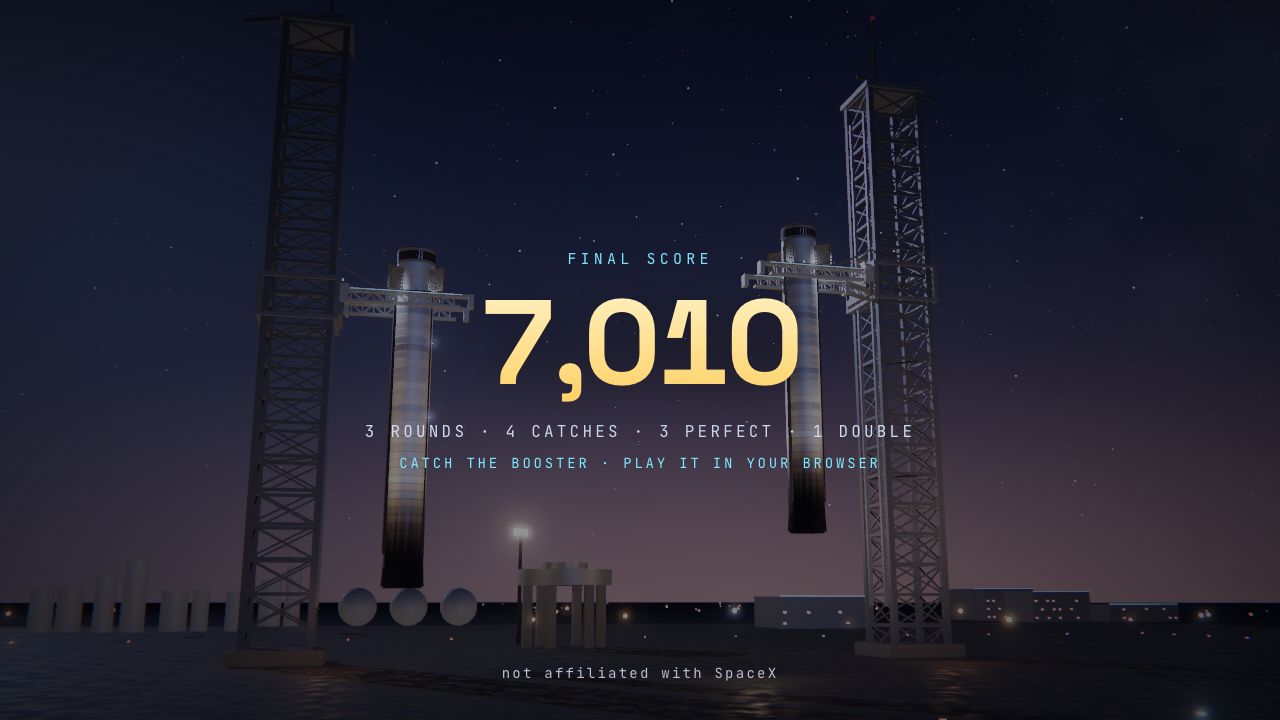 FINAL SCORE
7,010
3 ROUNDS · 4 CATCHES · 3 PERFECT · 1 DOUBLE
CATCH THE BOOSTER · PLAY IT IN YOUR BROWSER
not affiliated with SpaceX